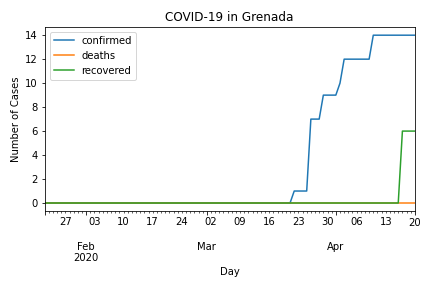 COVID-19 in Grenada
confirmed
deaths
recovered
Number of Cases
14
12
10
8
6
4
2
0
27 03 10 17 24 02 09 16 23 30 06 13 20
Feb Mar Apr
2020
Day